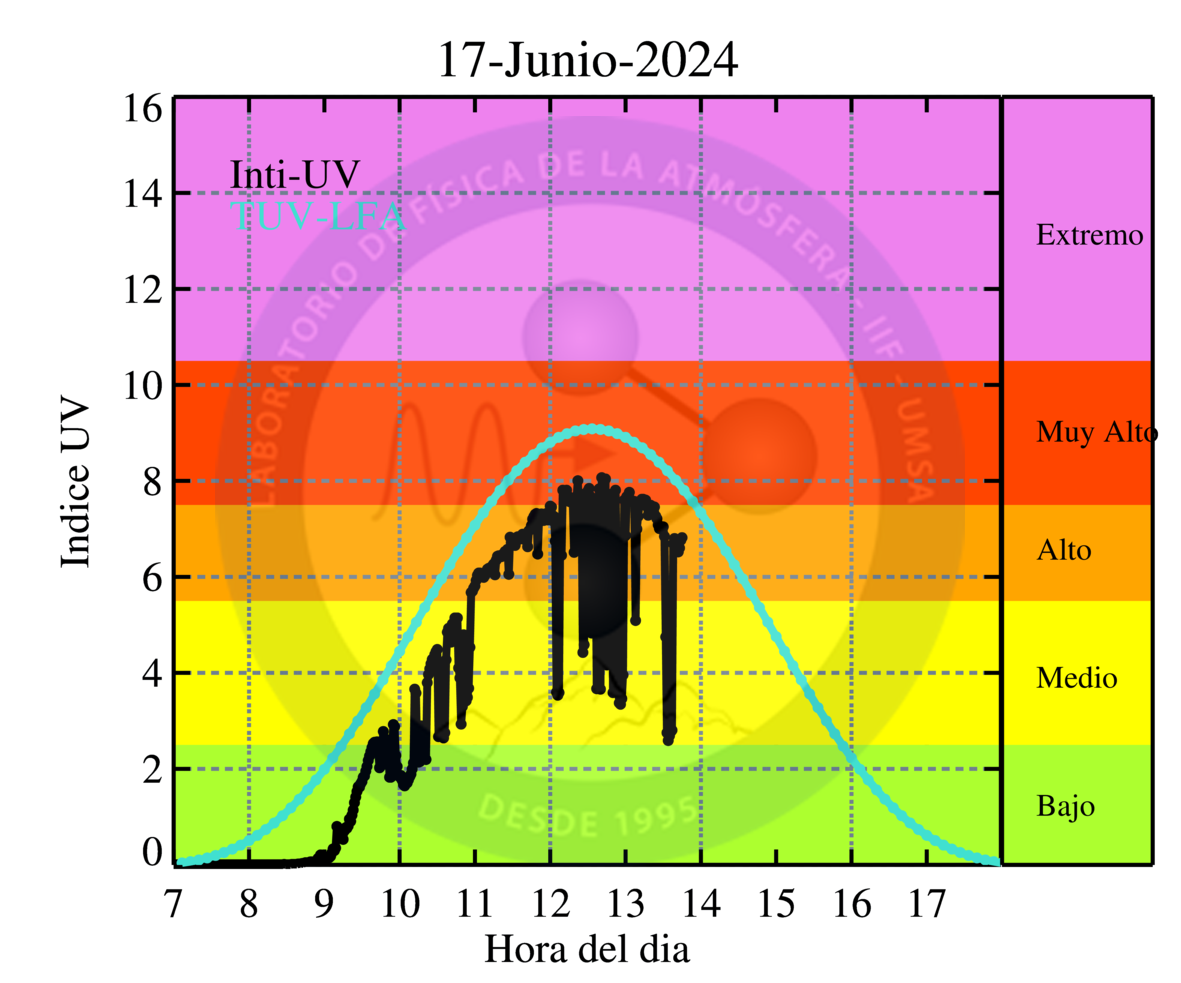 17-Junio-2024
16
14
12
10
8
6
4
2
0
Indice UV
Inti-UV
TUV-LFA
LABORATORIO DE FÍSICA DE LA ATMÓSFERA - IIF - UMSA
DESDE 1995
Extremo
Muy Alto
Alto
Medio
Bajo
7 8 9 10 11 12 13 14 15 16 17
Hora del dia